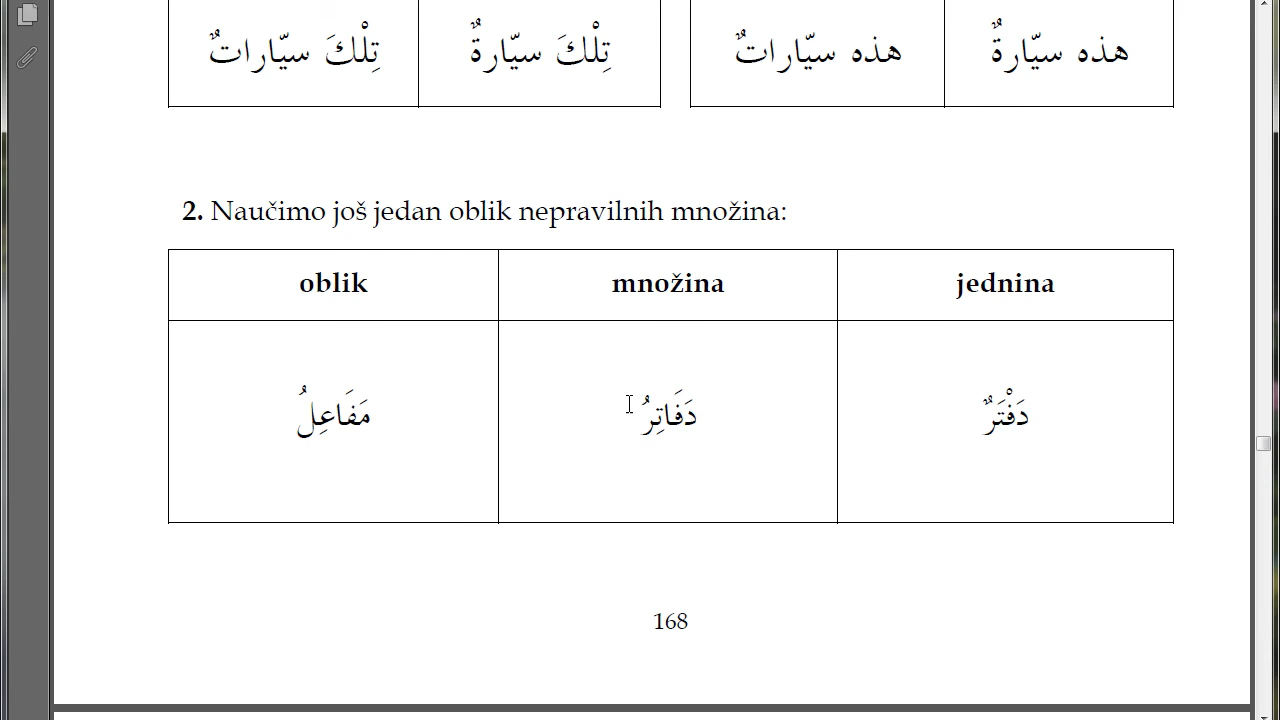 هذه سيّارةٌ هذه سيّاراتٌ تِلْكَ سيّارةٌ تِلْكَ سيّاراتٌ
2. Naučimo još jedan oblik nepravilnih množina:
oblik množina jednina
مَفَاعِلُ دَفَاتِرُ دَفْتَرٌ
168